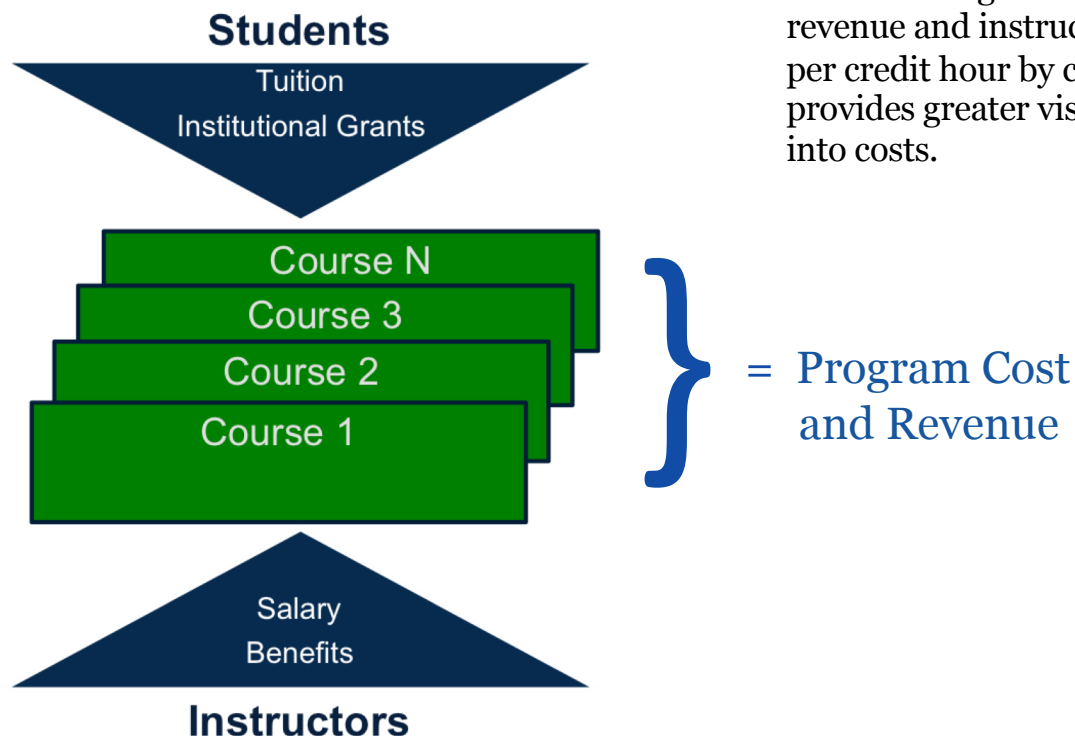 Students
Tuition
Institutional Grants
revenue and instruc
per credit hour by c
provides greater vis
into costs.
Course N
Course 3
Course 2
Course 1
}
= Program Cost
and Revenue
Salary
Benefits
Instructors